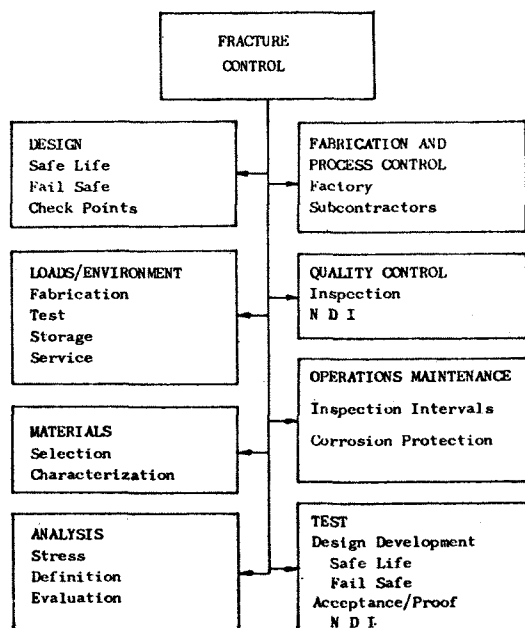 FRACTURE
CONTROL
DESIGN
Safe Life
Fail Safe
Check Points
LOADS/ENVIRONMENT
Fabrication
Test
Storage
Service
MATERIALS
Selection
Characterization
ANALYSIS
Stress
Definition
Evaluation
FABRICATION AND
PROCESS CONTROL
Factory
Subcontractors
QUALITY CONTROL
Inspection
N D I
OPERATIONS MAINTENANCE
Inspection Intervals
Corrosion Protection
TEST
Design Development
Safe Life
Fail Safe
Acceptance/Proof
N D I